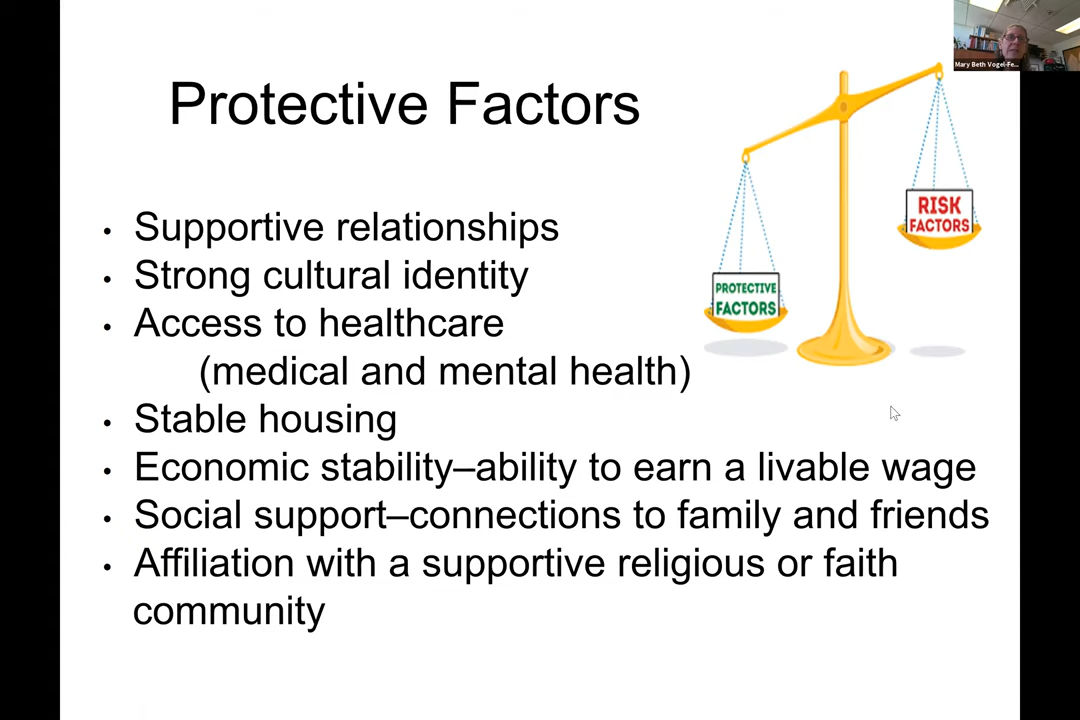 Mary Beth Vogel-Fe...
Protective Factors
RISK
FACTORS
PROTECTIVE
FACTORS
• Supportive relationships
• Strong cultural identity
• Access to healthcare
(medical and mental health)
• Stable housing
• Economic stability–ability to earn a livable wage
• Social support–connections to family and friends
• Affiliation with a supportive religious or faith
community